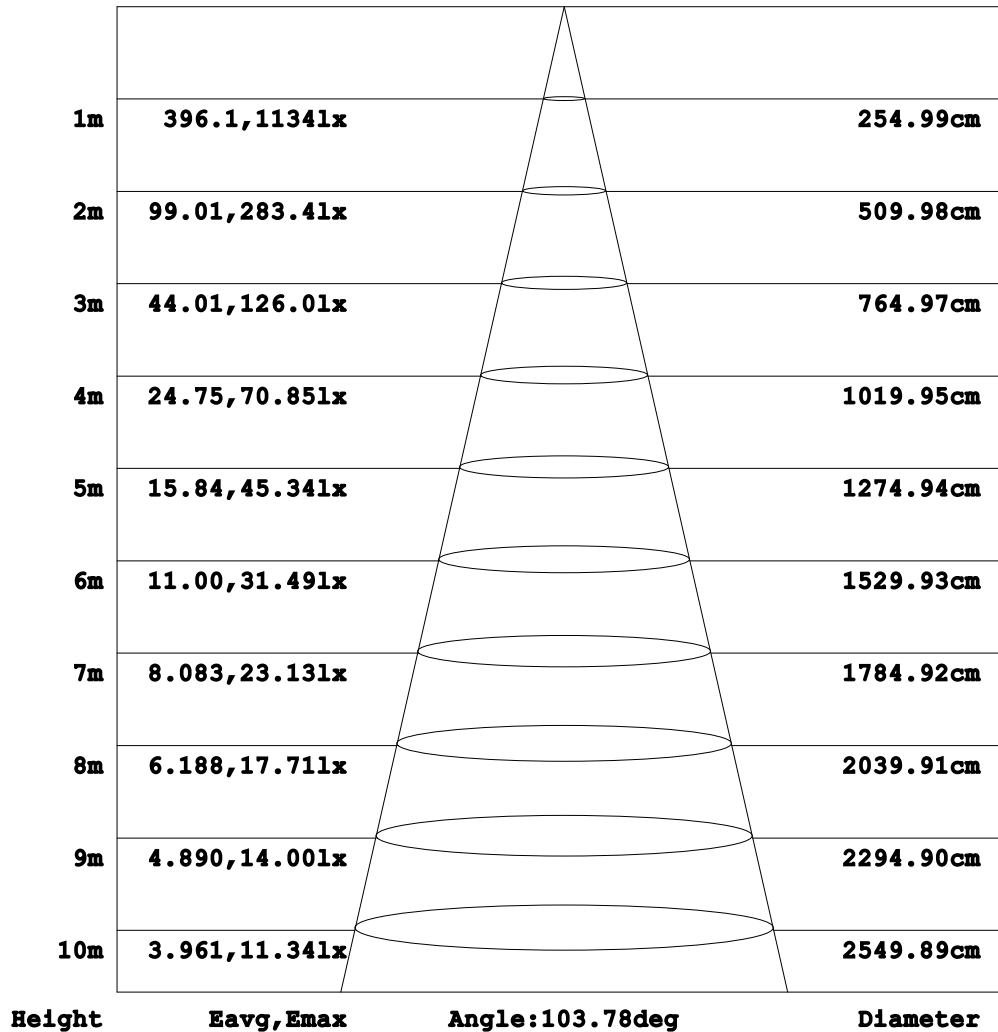 1m 396.1,1134lx 254.99cm
2m 99.01,283.4lx 509.98cm
3m 44.01,126.0lx 764.97cm
4m 24.75,70.85lx 1019.95cm
5m 15.84,45.34lx 1274.94cm
6m 11.00,31.49lx 1529.93cm
7m 8.083,23.13lx 1784.92cm
8m 6.188,17.71lx 2039.91cm
9m 4.890,14.00lx 2294.90cm
10m 3.961,11.34lx 2549.89cm
Height Eavg,Emax Angle:103.78deg Diameter